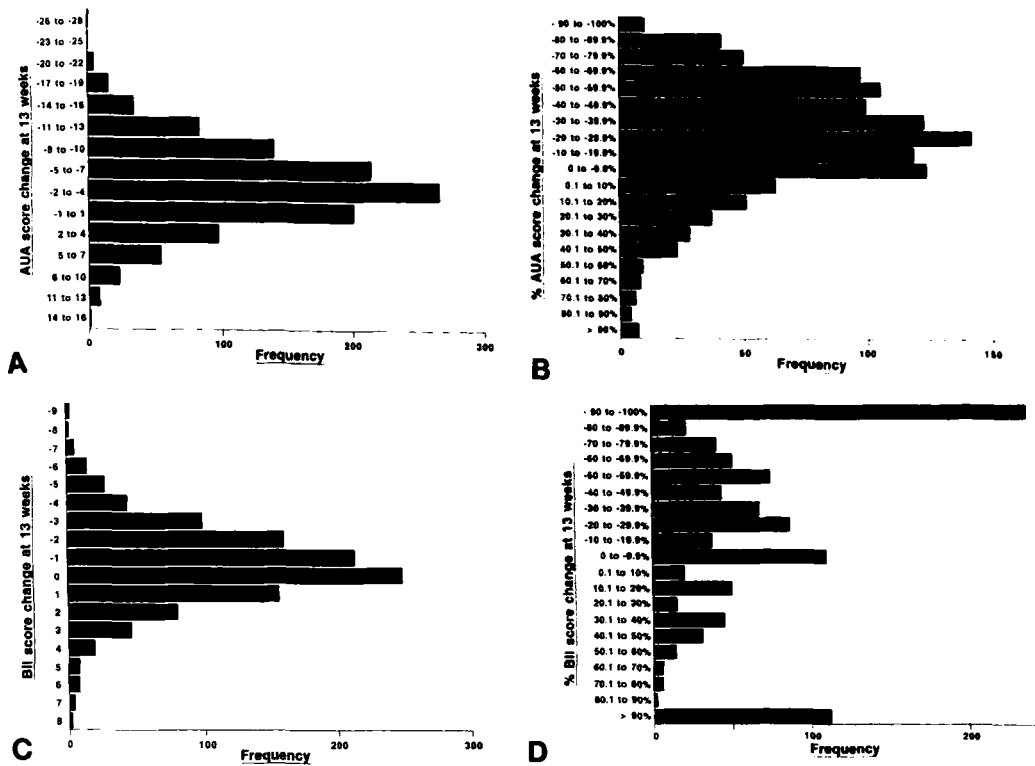 AUA score change at 13 weeks
-26 to -28
-23 to -25
-20 to -22
-17 to -19
-14 to -16
-11 to -13
-8 to -10
-5 to -7
-2 to -4
-1 to 1
2 to 4
5 to 7
8 to 10
11 to 13
14 to 16
0
100
200
300
Frequency
A
% AUA score change at 13 weeks
- 90 to -100%
-80 to -89.9%
-70 to -79.9%
-60 to -69.9%
-50 to -59.9%
-40 to -49.9%
-30 to -39.9%
-20 to -29.9%
-10 to -19.9%
0 to -9.9%
0.1 to 10%
10.1 to 20%
20.1 to 30%
30.1 to 40%
40.1 to 50%
50.1 to 60%
60.1 to 70%
70.1 to 80%
80.1 to 90%
> 90%
0
50
100
150
Frequency
B
BII score change at 13 weeks
-9
-8
-7
-6
-5
-4
-3
-2
-1
0
1
2
3
4
5
6
7
8
0
100
200
300
Frequency
C
% BII score change at 13 weeks
- 90 to -100%
-80 to -89.9%
-70 to -79.9%
-60 to -69.9%
-50 to -59.9%
-40 to -49.9%
-30 to -39.9%
-20 to -29.9%
-10 to -19.9%
0 to -9.9%
0.1 to 10%
10.1 to 20%
20.1 to 30%
30.1 to 40%
40.1 to 50%
50.1 to 60%
60.1 to 70%
70.1 to 80%
80.1 to 90%
> 90%
0
100
200
Frequency
D